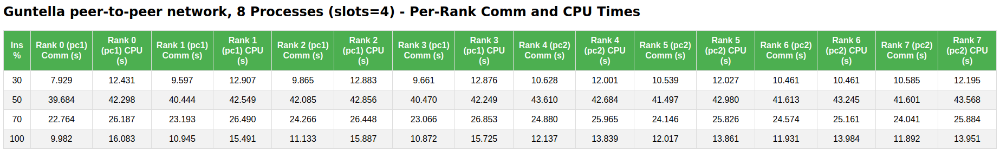 Guntella peer-to-peer network, 8 Processes (slots=4) - Per-Rank Comm and CPU Times
Ins % Rank 0 (pc1) Comm (s) Rank 0 (pc1) CPU (s) Rank 1 (pc1) Comm (s) Rank 1 (pc1) CPU (s) Rank 2 (pc1) Comm (s) Rank 2 (pc1) CPU (s) Rank 3 (pc1) Comm (s) Rank 3 (pc1) CPU (s) Rank 4 (pc2) Comm (s) Rank 4 (pc2) CPU (s) Rank 5 (pc2) Comm (s) Rank 5 (pc2) CPU (s) Rank 6 (pc2) Comm (s) Rank 6 (pc2) CPU (s) Rank 7 (pc2) Comm (s) Rank 7 (pc2) CPU (s)
30 7.929 12.431 9.597 12.907 9.865 12.883 9.661 12.876 10.628 12.001 10.539 12.027 10.461 10.461 10.585 12.195
50 39.684 42.298 40.444 42.549 42.085 42.856 40.470 42.249 43.610 42.684 41.497 42.980 41.613 43.245 41.601 43.568
70 22.764 26.187 23.193 26.490 24.266 26.448 23.066 26.853 24.880 25.965 24.146 25.826 24.574 25.161 24.041 25.884
100 9.982 16.083 10.945 15.491 11.133 15.887 10.872 15.725 12.137 13.839 12.017 13.861 11.931 13.984 11.892 13.951